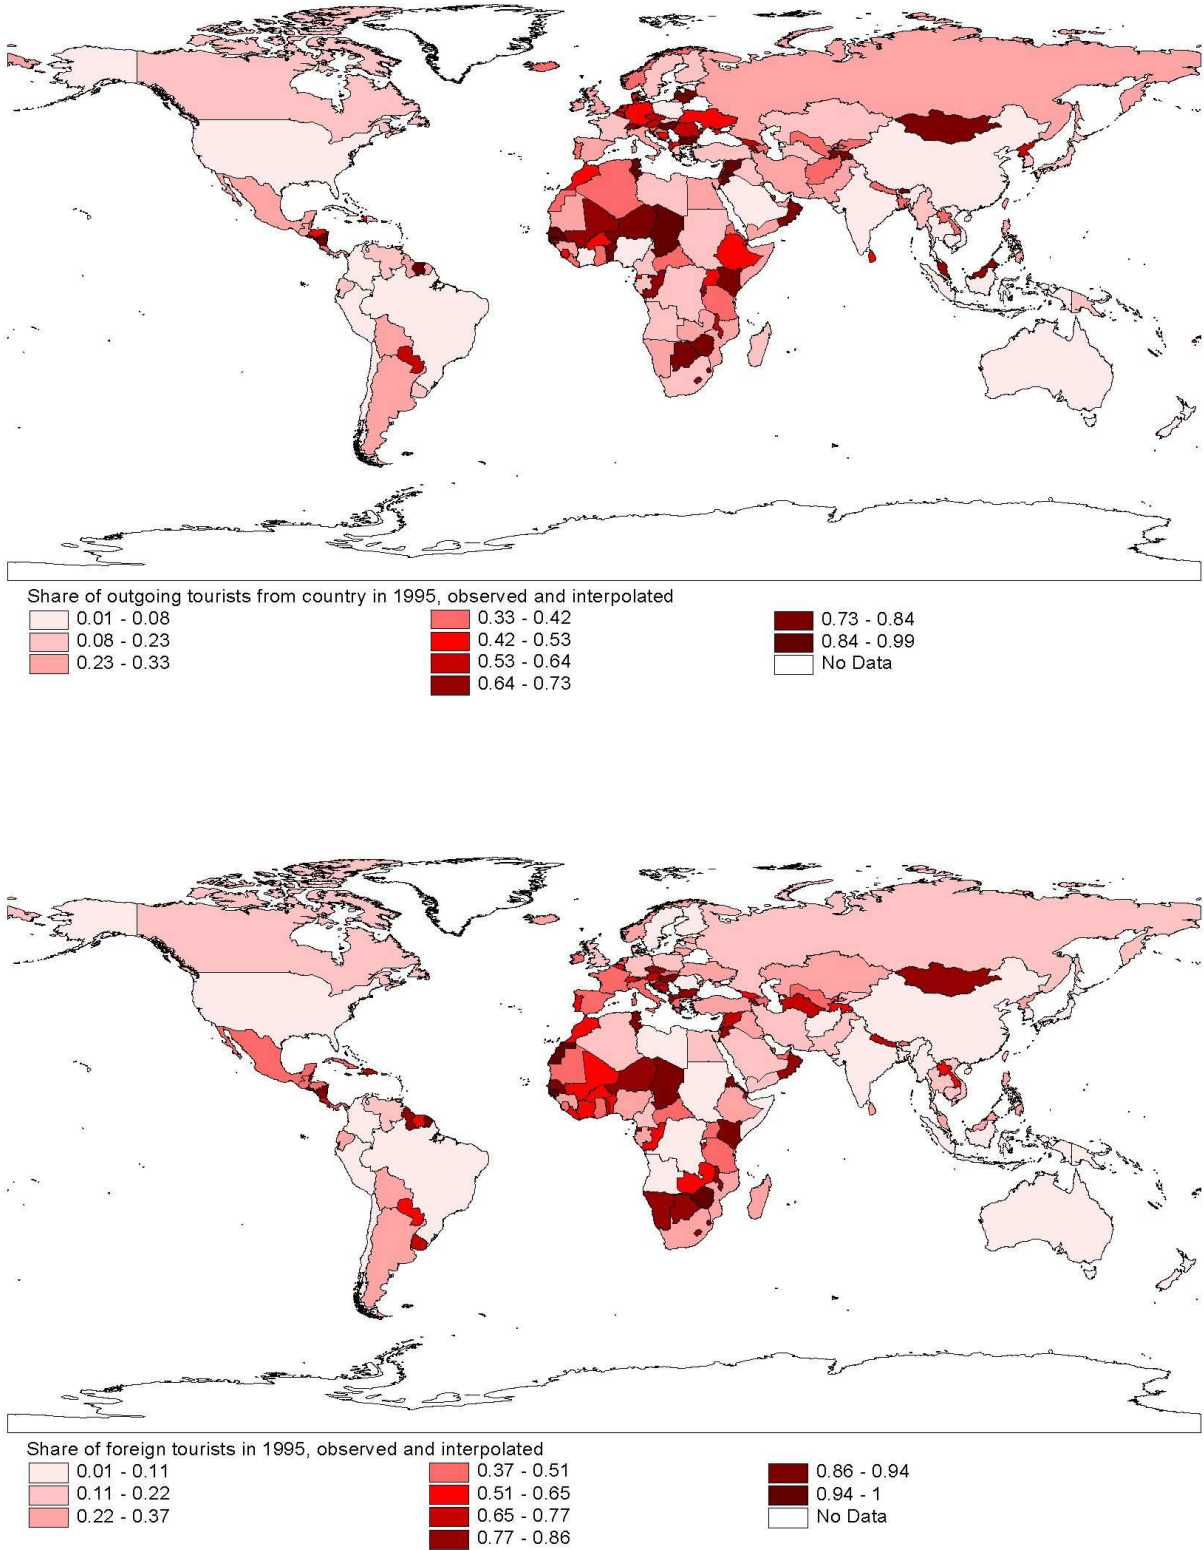 Share of outgoing tourists from country in 1995, observed and interpolated
0.01 - 0.08
0.08 - 0.23
0.23 - 0.33
0.33 - 0.42
0.42 - 0.53
0.53 - 0.64
0.64 - 0.73
0.73 - 0.84
0.84 - 0.99
No Data
Share of foreign tourists in 1995, observed and interpolated
0.01 - 0.11
0.11 - 0.22
0.22 - 0.37
0.37 - 0.51
0.51 - 0.65
0.65 - 0.77
0.77 - 0.86
0.86 - 0.94
0.94 - 1
No Data